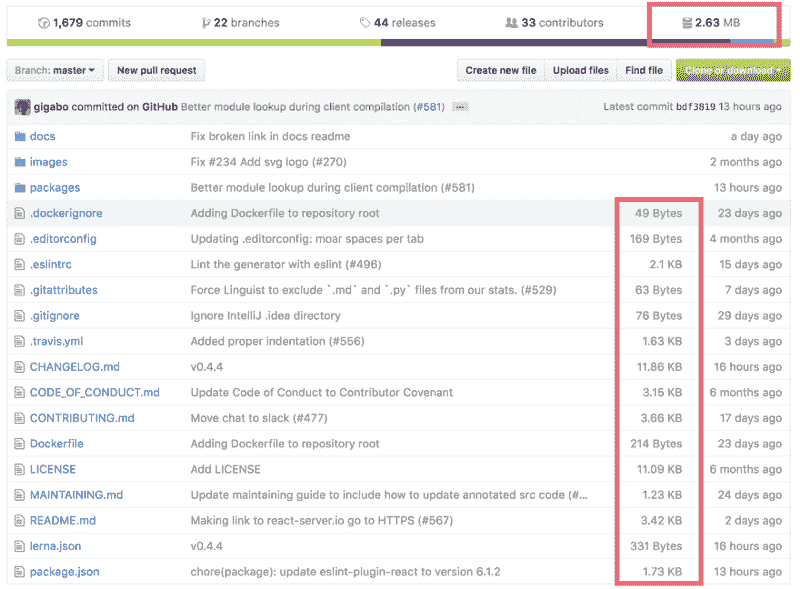 1,679 commits 22 branches 44 releases 33 contributors 2.63 MB
Branch: master New pull request Create new file Upload files Find file Clone or download
gigabo committed on GitHub Better module lookup during client compilation (#581) ... Latest commit bdf3819 13 hours ago
docs Fix broken link in docs readme a day ago
images Fix #234 Add svg logo (#270) 2 months ago
packages Better module lookup during client compilation (#581) 13 hours ago
.dockerignore Adding Dockerfile to repository root 49 Bytes 23 days ago
.editorconfig Updating .editorconfig: moar spaces per tab 169 Bytes 4 months ago
.eslintrc Lint the generator with eslint (#496) 2.1 KB 15 days ago
.gitattributes Force Linguist to exclude `.md` and `.py` files from our stats. (#529) 63 Bytes 7 days ago
.gitignore Ignore IntelliJ .idea directory 76 Bytes 29 days ago
.travis.yml Added proper indentation (#556) 1.63 KB 3 days ago
CHANGELOG.md v0.4.4 11.86 KB 16 hours ago
CODE_OF_CONDUCT.md Update Code of Conduct to Contributor Covenant 3.15 KB 6 months ago
CONTRIBUTING.md Move chat to slack (#477) 3.66 KB 17 days ago
Dockerfile Adding Dockerfile to repository root 214 Bytes 23 days ago
LICENSE Add LICENSE 11.09 KB 6 months ago
MAINTAINING.md Update maintaining guide to include how to update annotated src code (#... 1.23 KB 24 days ago
README.md Making link to react-server.io go to HTTPS (#567) 3.42 KB 2 days ago
lerna.json v0.4.4 331 Bytes 16 hours ago
package.json chore(package): update eslint-plugin-react to version 6.1.2 1.73 KB 13 hours ago